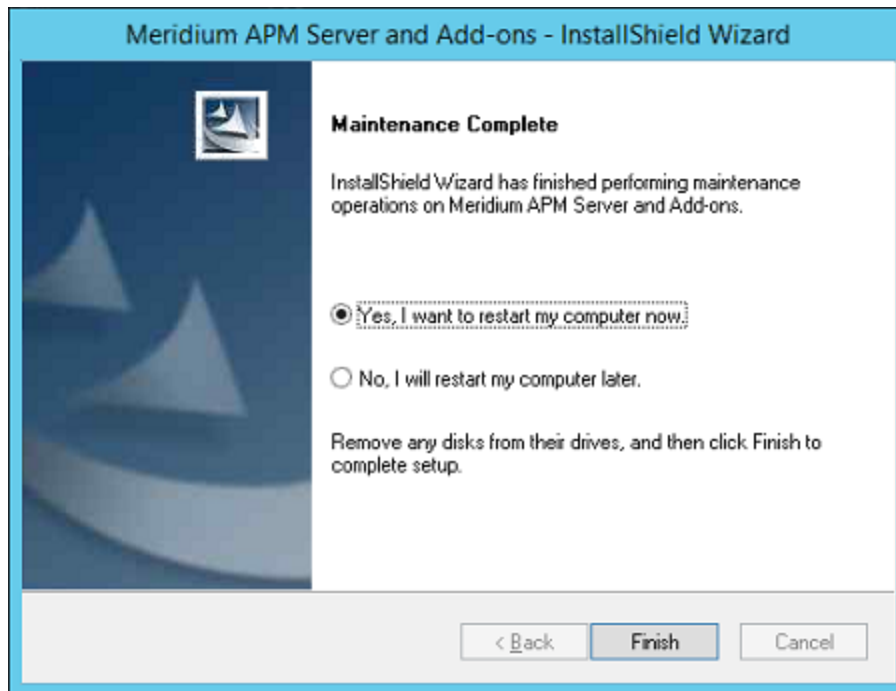 Meridium APM Server and Add-ons - InstallShield Wizard
Maintenance Complete
InstallShield Wizard has finished performing maintenance
operations on Meridium APM Server and Add-ons.
Yes, I want to restart my computer now.
No, I will restart my computer later.
Remove any disks from their drives, and then click Finish to
complete setup.
< Back
Finish
Cancel